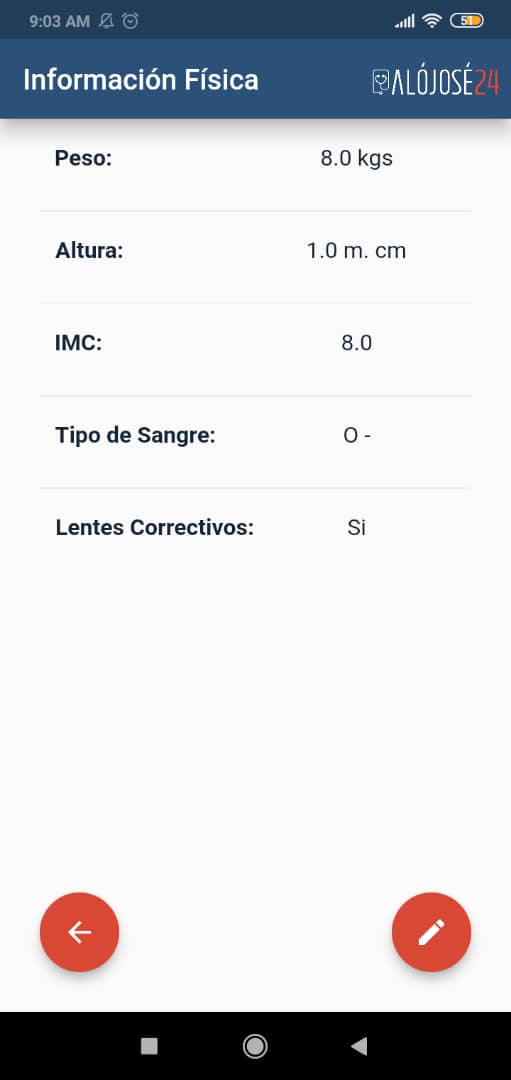 9:03 AM
51
Información Física
ALÓJOSÉ24
Peso: 8.0 kgs
Altura: 1.0 m. cm
IMC: 8.0
Tipo de Sangre: O -
Lentes Correctivos: Si